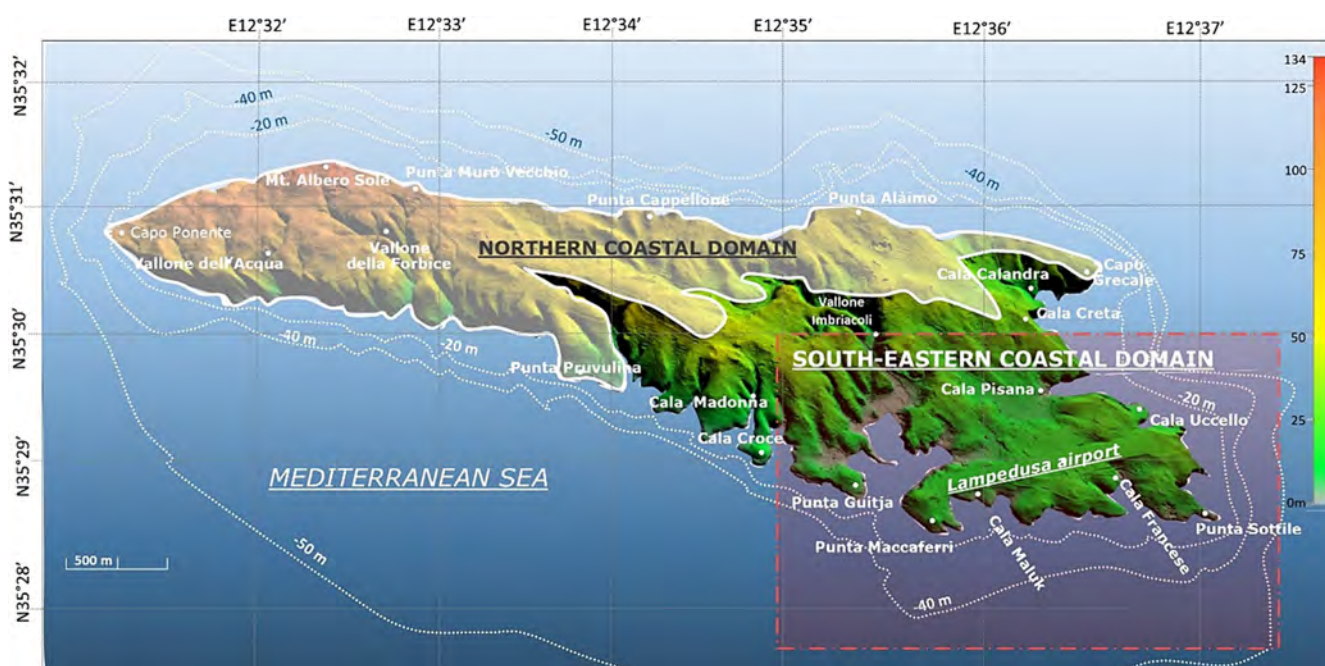 E12°32’
E12°33’
E12°34’
E12°35’
E12°36’
E12°37’
N35°32’
N35°31’
N35°30’
N35°29’
N35°28’
134
125
100
75
50
25
0m
-40 m
-20 m
-50 m
-40 m
Mt. Albero Sole
Punta Muro Vecchio
Punta Cappellone
Punta Alàimo
Capo Ponente
Vallone dell'Acqua
Vallone
della Forbice
NORTHERN COASTAL DOMAIN
Cala Calandra
Capo
Grecale
Vallone
Imbriacoli
Cala Creta
-40 m
-20 m
SOUTH-EASTERN COASTAL DOMAIN
Punta Pruvulina
Cala Pisana
-20 m
Cala Madonna
Cala Uccello
Cala Croce
Lampedusa airport
MEDITERRANEAN SEA
Punta Guitja
Cala Francese
Punta Sottile
Punta Maccaferri
Cala Maluk
-50 m
500 m
-40 m